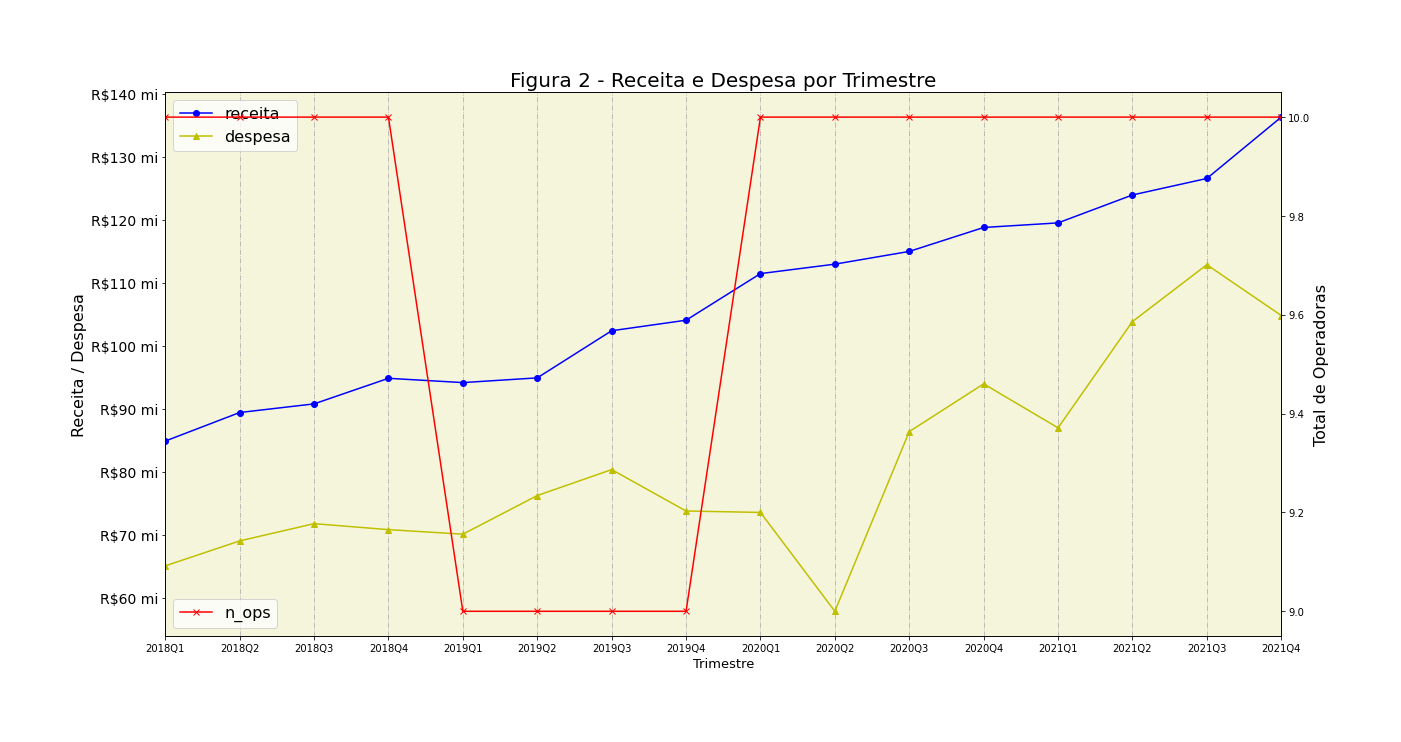 Figura 2 - Receita e Despesa por Trimestre
R$140 mi
R$130 mi
R$120 mi
R$110 mi
R$100 mi
R$90 mi
R$80 mi
R$70 mi
R$60 mi
Receita / Despesa
receita
despesa
n_ops
10.0
9.8
9.6
9.4
9.2
9.0
Total de Operadoras
2018Q1 2018Q2 2018Q3 2018Q4 2019Q1 2019Q2 2019Q3 2019Q4 2020Q1 2020Q2 2020Q3 2020Q4 2021Q1 2021Q2 2021Q3 2021Q4
Trimestre